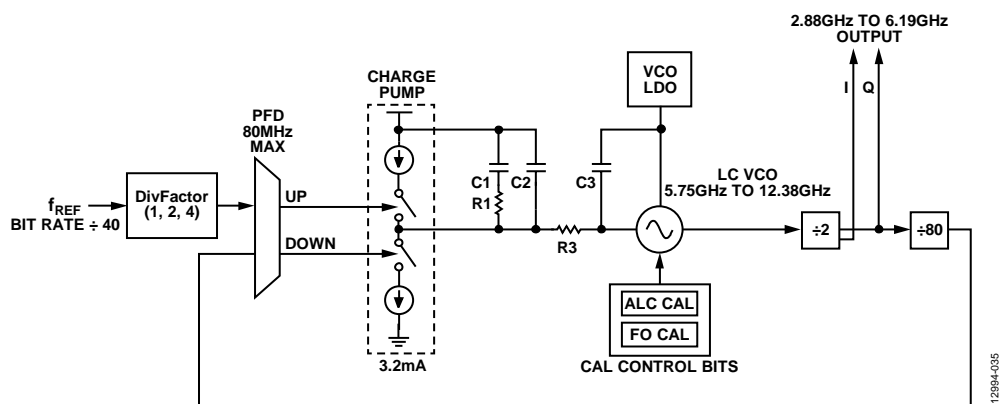 2.88GHz TO 6.19GHz
OUTPUT
I
Q
VCO
LDO
CHARGE
PUMP
PFD
80MHz
MAX
C1
R1
C2
C3
LC VCO
5.75GHz TO 12.38GHz
fREF
BIT RATE ÷ 40
DivFactor
(1, 2, 4)
UP
DOWN
R3
÷2
÷80
ALC CAL
FO CAL
CAL CONTROL BITS
3.2mA
12994-035